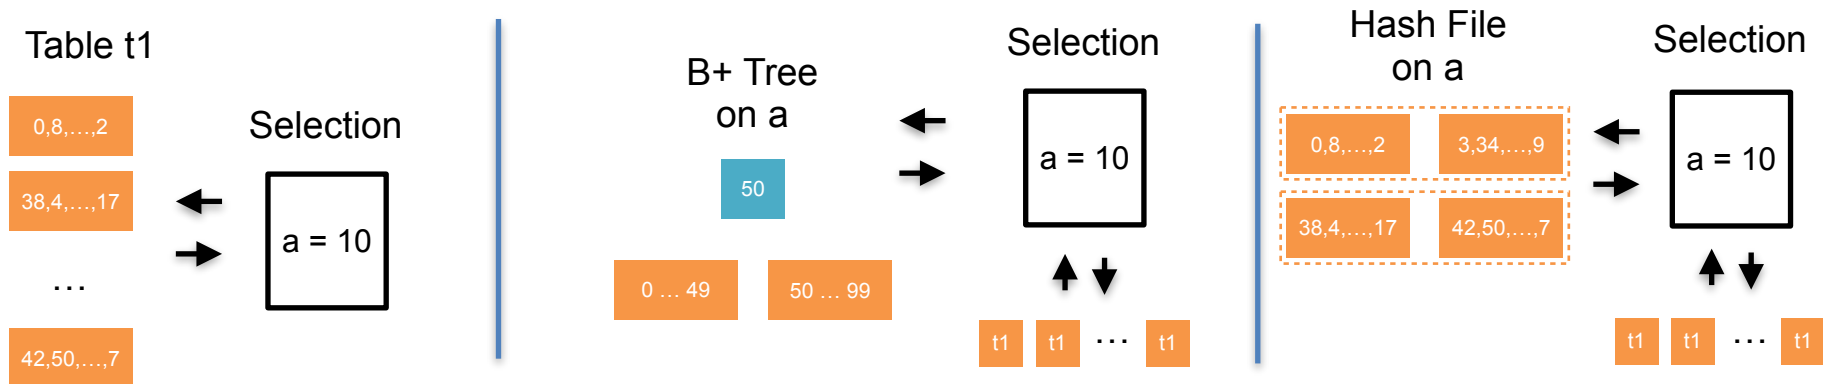 Table t1
0,8,...,2
38,4,...,17
...
42,50,...,7
Selection
a = 10
B+ Tree
on a
50
0 ... 49
50 ... 99
Selection
a = 10
t1 t1 ... t1
Hash File
on a
0,8,...,2 3,34,...,9
38,4,...,17 42,50,...,7
Selection
a = 10
t1 t1 ... t1